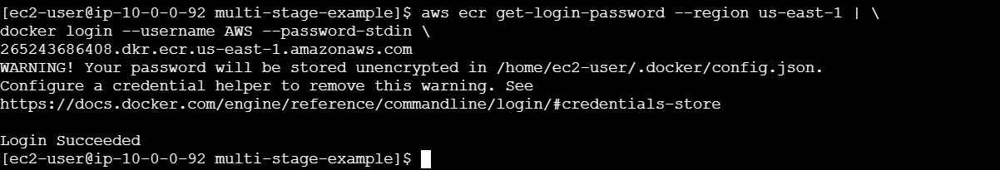 [ec2-user@ip-10-0-0-92 multi-stage-example]$ aws ecr get-login-password --region us-east-1 | \
docker login --username AWS --password-stdin \
265243686408.dkr.ecr.us-east-1.amazonaws.com
WARNING! Your password will be stored unencrypted in /home/ec2-user/.docker/config.json.
Configure a credential helper to remove this warning. See
https://docs.docker.com/engine/reference/commandline/login/#credentials-store
Login Succeeded
[ec2-user@ip-10-0-0-92 multi-stage-example]$